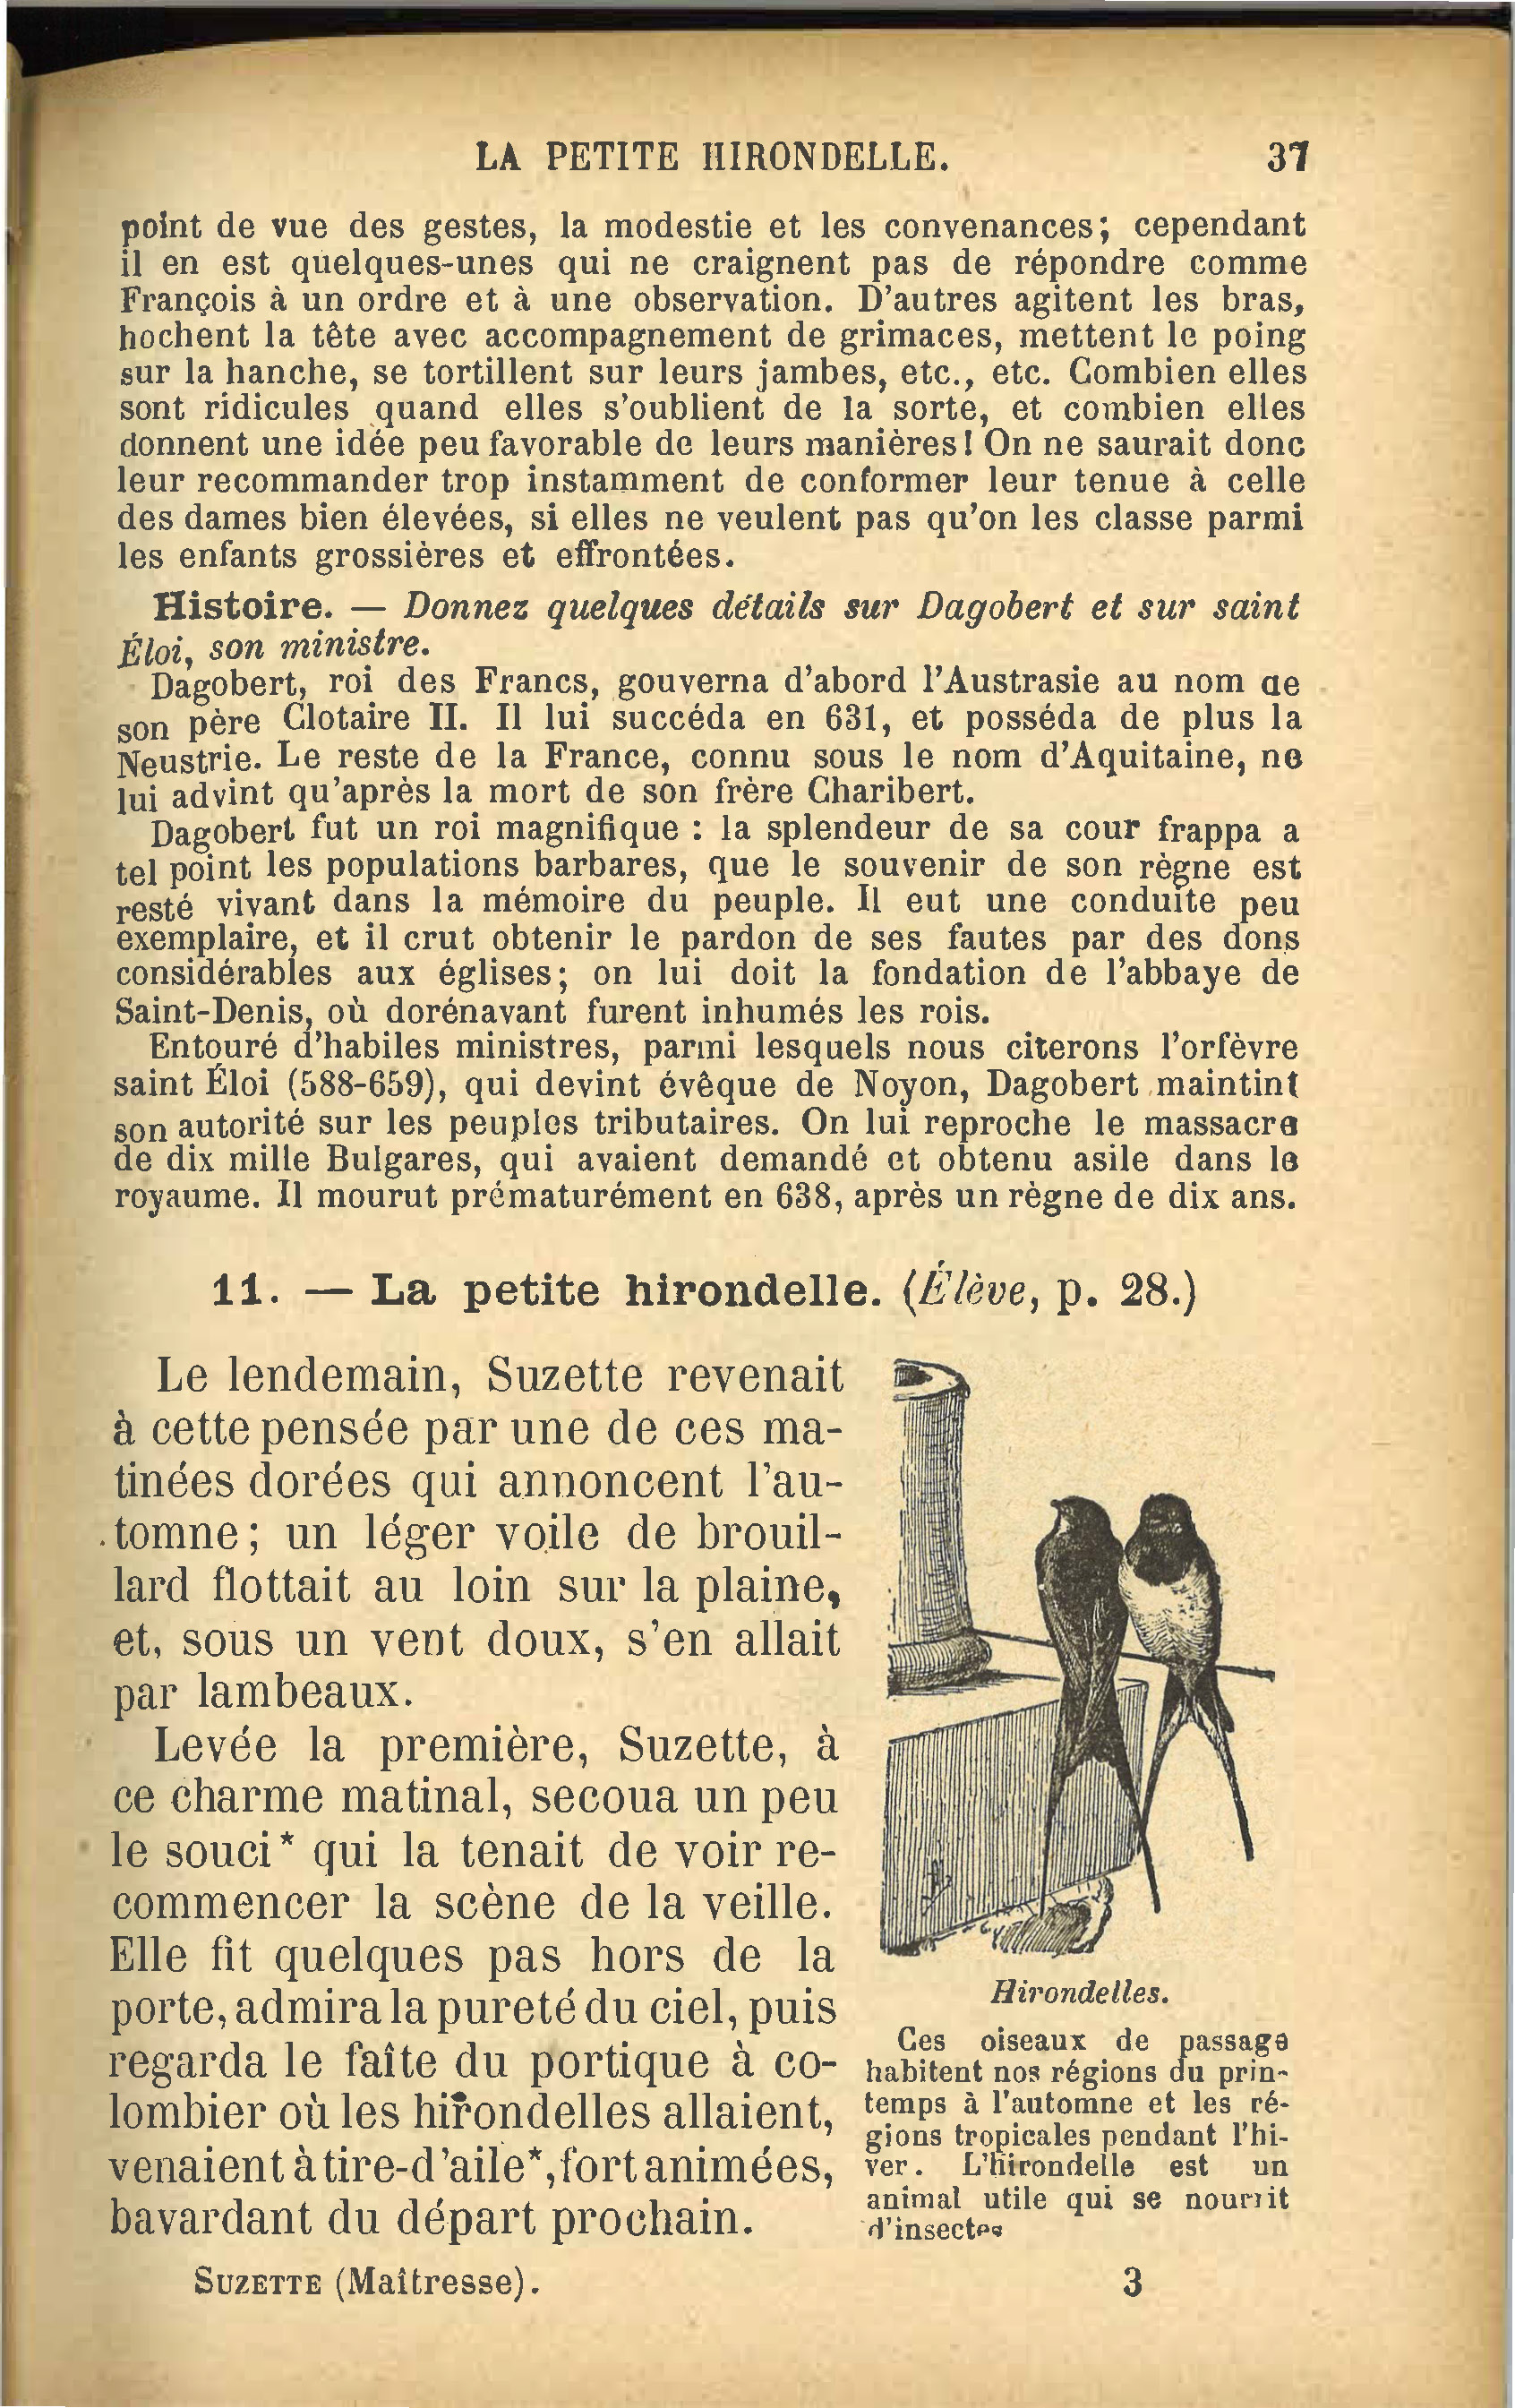 LA PETITE HIRONDELLE. 37
point de vue des gestes, la modestie et les convenances; cependant
il en est quelques-unes qui ne craignent pas de répondre comme
François à un ordre et à une observation. D'autres agitent les bras,
hochent la tête avec accompagnement de grimaces, mettent le poing
sur la hanche, se tortillent sur leurs jambes, etc., etc. Combien elles
sont ridicules quand elles s'oublient de la sorte, et combien elles
donnent une idée peu favorable de leurs manières! On ne saurait donc
leur recommander trop instamment de conformer leur tenue à celle
des dames bien élevées, si elles ne veulent pas qu'on les classe parmi
les enfants grossières et effrontées.
Histoire. — Donnez quelques détails sur Dagobert et sur saint
Éloi, son ministre.
Dagobert, roi des Francs, gouverna d'abord l'Austrasie au nom de
son père Clotaire II. Il lui succéda en 631, et posséda de plus la
Neustrie. Le reste de la France, connu sous le nom d'Aquitaine, ne
lui advint qu'après la mort de son frère Charibert.
Dagobert fut un roi magnifique : la splendeur de sa cour frappa a
tel point les populations barbares, que le souvenir de son règne est
resté vivant dans la mémoire du peuple. Il eut une conduite peu
exemplaire, et il crut obtenir le pardon de ses fautes par des dons
considérables aux églises; on lui doit la fondation de l'abbaye de
Saint-Denis, où dorénavant furent inhumés les rois.
Entouré d'habiles ministres, parmi lesquels nous citerons l'orfèvre
saint Éloi (588-659), qui devint évêque de Noyon, Dagobert maintint
son autorité sur les peuples tributaires. On lui reproche le massacre
de dix mille Bulgares, qui avaient demandé et obtenu asile dans le
royaume. Il mourut prématurément en 638, après un règne de dix ans.
11. — La petite hirondelle. (Élève, p. 28.)
Le lendemain, Suzette revenait
à cette pensée par une de ces ma-
tinées dorées qui annoncent l'au-
tomne; un léger voile de brouil-
lard flottait au loin sur la plaine,
et, sous un vent doux, s'en allait
par lambeaux.
Levée la première, Suzette, à
ce charme matinal, secoua un peu
le souci* qui la tenait de voir re-
commencer la scène de la veille.
Elle fit quelques pas hors de la
porte, admira la pureté du ciel, puis
regarda le faîte du portique à co-
lombier où les hirondelles allaient,
venaient à tire-d'aile*, fort animées,
bavardant du départ prochain.
Hirondelles.
Ces oiseaux de passage
habitent nos régions du prin-
temps à l'automne et les ré-
gions tropicales pendant l'hi-
ver. L'hirondelle est un
animal utile qui se nourrit
d'insectes
SUZETTE (Maîtresse). 3